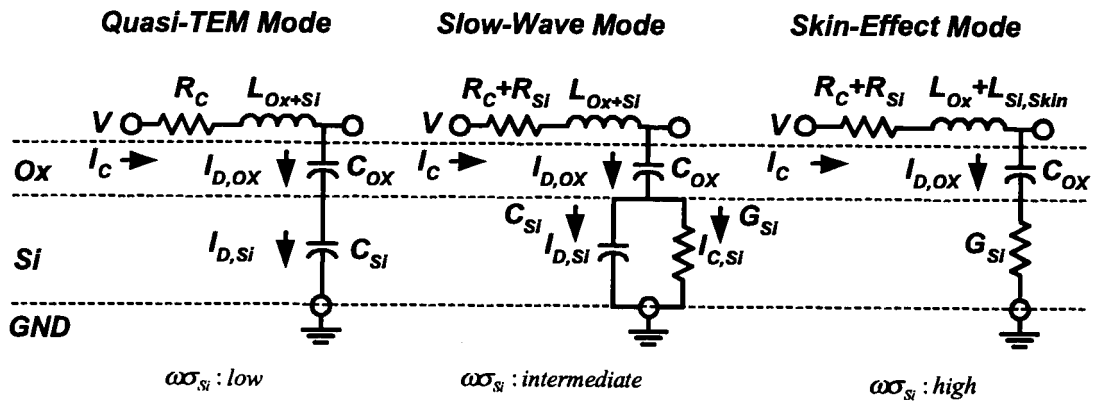 Quasi-TEM Mode Slow-Wave Mode Skin-Effect Mode
R_C L_Ox+Si R_C+R_Si L_Ox+Si R_C+R_Si L_Ox+L_Si,Skin
V V V
Ox I_C I_D,OX C_OX I_C I_D,OX C_OX I_C I_D,OX C_OX
C_Si G_Si
Si I_D,Si C_Si I_D,Si I_C,Si G_Si
GND
ωσ_Si : low ωσ_Si : intermediate ωσ_Si : high